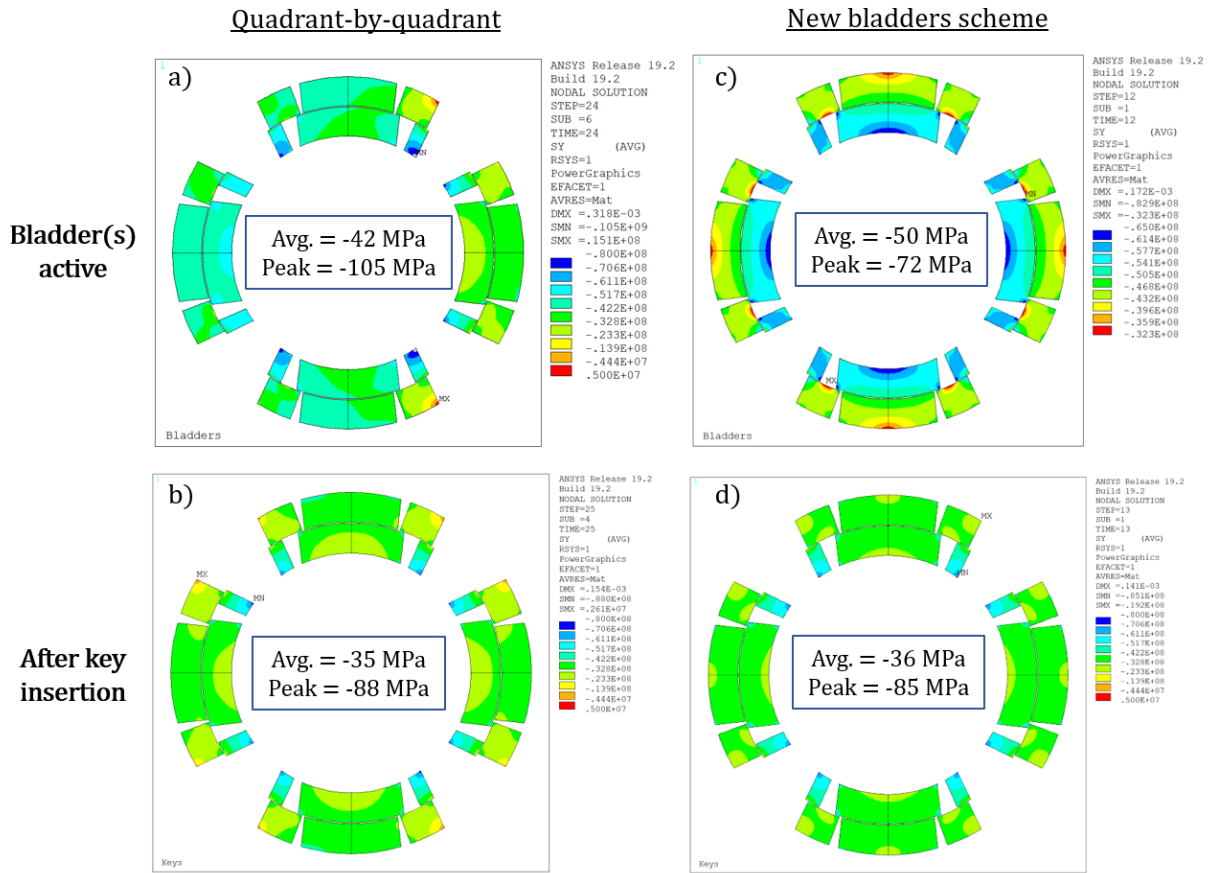 Quadrant-by-quadrant
New bladders scheme
Bladder(s)
active
1
a)
ANSYS Release 19.2
Build 19.2
NODAL SOLUTION
STEP=24
SUB =6
TIME=24
SY (AVG)
RSYS=1
PowerGraphics
EFACET=1
AVRES=Mat
DMX =.318E-03
SMN =-.105E+09
SMX =.151E+08
-.800E+08
-.706E+08
-.611E+08
-.517E+08
-.422E+08
-.328E+08
-.233E+08
-.139E+08
-.444E+07
.500E+07
MN
Avg. = -42 MPa
Peak = -105 MPa
MX
Bladders
1
c)
ANSYS Release 19.2
Build 19.2
NODAL SOLUTION
STEP=12
SUB =1
TIME=12
SY (AVG)
RSYS=1
PowerGraphics
EFACET=1
AVRES=Mat
DMX =.172E-03
SMN =-.829E+08
SMX =-.323E+08
-.650E+08
-.614E+08
-.577E+08
-.541E+08
-.505E+08
-.468E+08
-.432E+08
-.396E+08
-.359E+08
-.323E+08
MN
Avg. = -50 MPa
Peak = -72 MPa
MX
Bladders
After key
insertion
1
b)
ANSYS Release 19.2
Build 19.2
NODAL SOLUTION
STEP=25
SUB =4
TIME=25
SY (AVG)
RSYS=1
PowerGraphics
EFACET=1
AVRES=Mat
DMX =.154E-03
SMN =-.880E+08
SMX =.261E+07
-.800E+08
-.706E+08
-.611E+08
-.517E+08
-.422E+08
-.328E+08
-.233E+08
-.139E+08
-.444E+07
.500E+07
MX
MN
Avg. = -35 MPa
Peak = -88 MPa
Keys
1
d)
ANSYS Release 19.2
Build 19.2
NODAL SOLUTION
STEP=13
SUB =1
TIME=13
SY (AVG)
RSYS=1
PowerGraphics
EFACET=1
AVRES=Mat
DMX =.141E-03
SMN =-.851E+08
SMX =-.192E+08
-.800E+08
-.706E+08
-.611E+08
-.517E+08
-.422E+08
-.328E+08
-.233E+08
-.139E+08
-.444E+07
.500E+07
MX
MN
Avg. = -36 MPa
Peak = -85 MPa
Keys